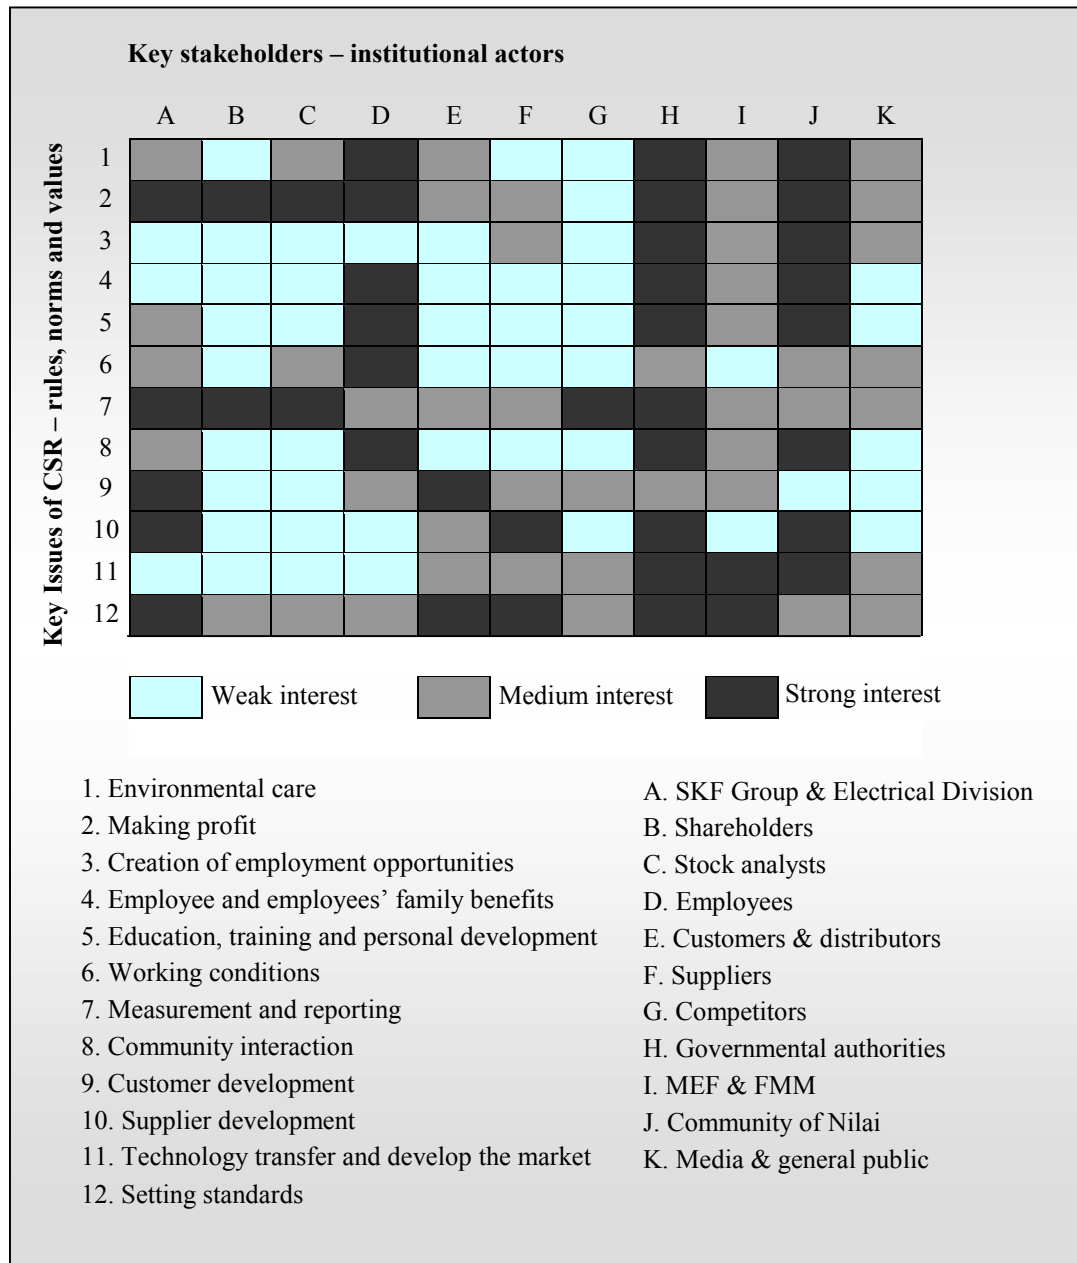 Key stakeholders – institutional actors
A B C D E F G H I J K
Key Issues of CSR – rules, norms and values
1
2
3
4
5
6
7
8
9
10
11
12
Weak interest Medium interest Strong interest
1. Environmental care
2. Making profit
3. Creation of employment opportunities
4. Employee and employees’ family benefits
5. Education, training and personal development
6. Working conditions
7. Measurement and reporting
8. Community interaction
9. Customer development
10. Supplier development
11. Technology transfer and develop the market
12. Setting standards
A. SKF Group & Electrical Division
B. Shareholders
C. Stock analysts
D. Employees
E. Customers & distributors
F. Suppliers
G. Competitors
H. Governmental authorities
I. MEF & FMM
J. Community of Nilai
K. Media & general public